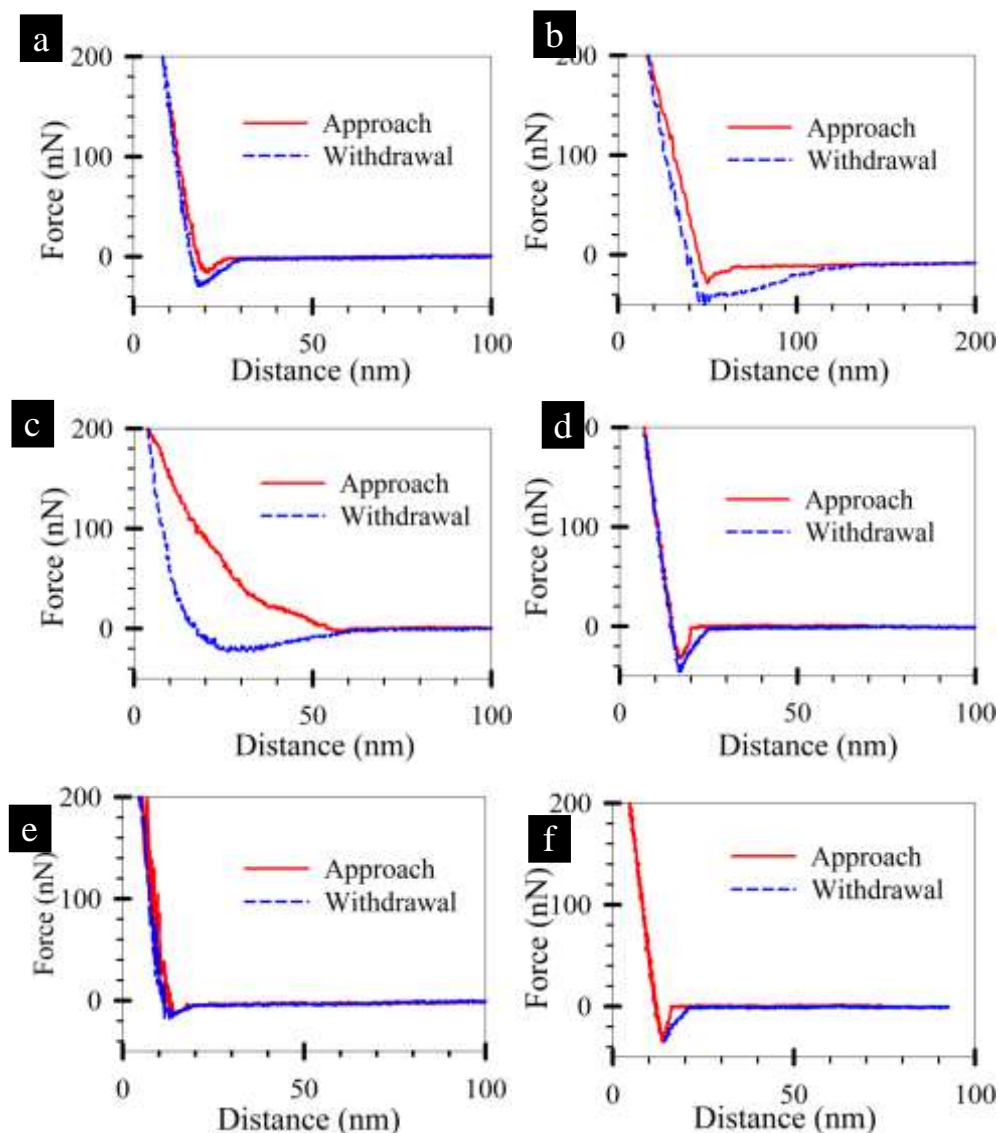 a
200
100
0
Force (nN)
Approach
Withdrawal
0 50 100
Distance (nm)
b
200
100
0
Force (nN)
Approach
Withdrawal
0 100 200
Distance (nm)
c
200
100
0
Force (nN)
Approach
Withdrawal
0 50 100
Distance (nm)
d
100
0
Force (nN)
Approach
Withdrawal
0 50 100
Distance (nm)
e
200
100
0
Force (nN)
Approach
Withdrawal
0 50 100
Distance (nm)
f
200
100
0
Force (nN)
Approach
Withdrawal
0 50 100
Distance (nm)